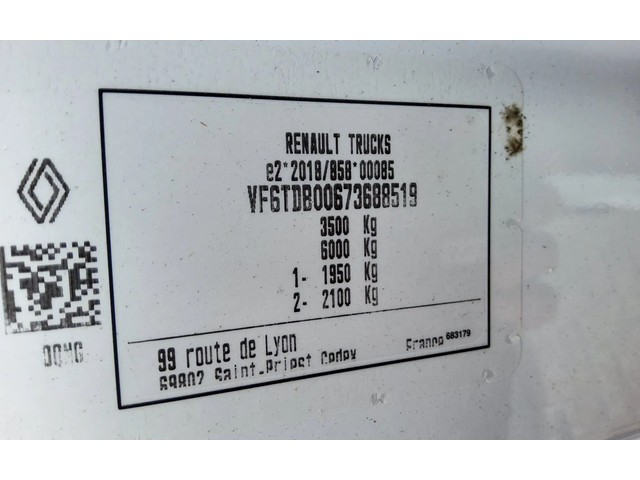 RENAULT TRUCKS
e2*2018/858*00085
VF6TDB00673688519
3500 Kg
6000 Kg
1- 1950 Kg
2- 2100 Kg
99 route de Lyon
69802 Saint-Priest Cedex
France
683179